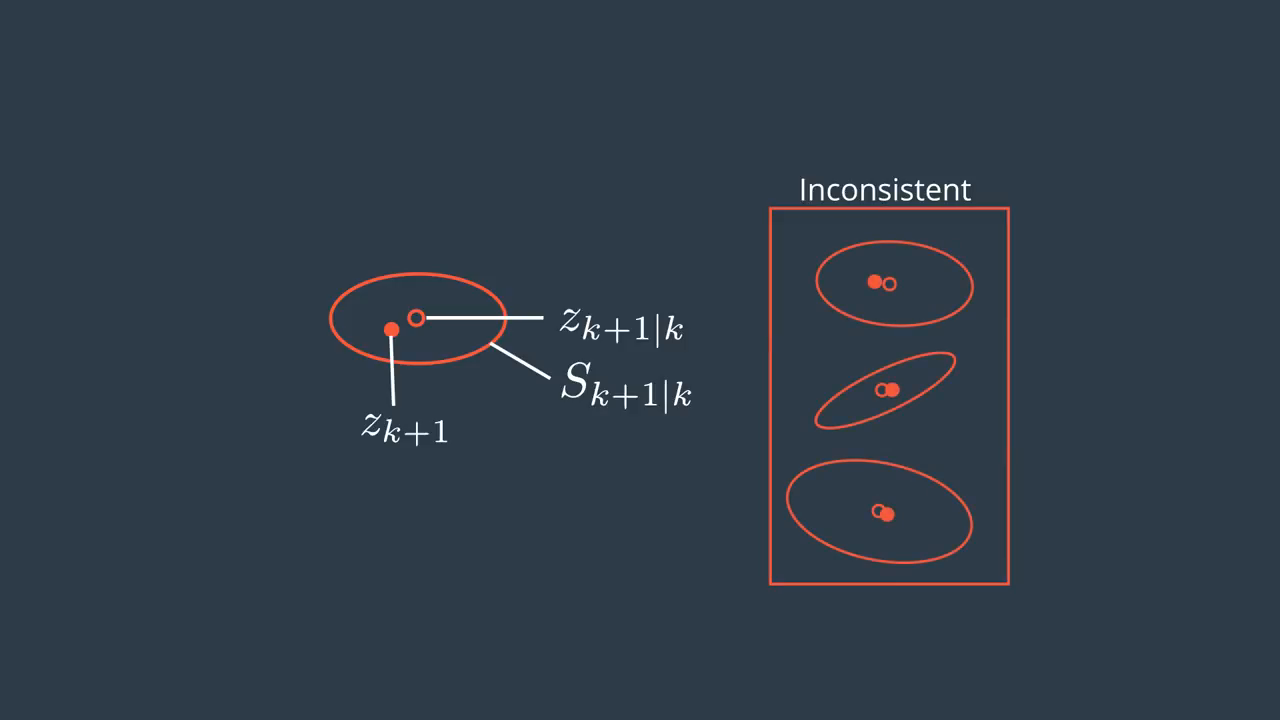 Inconsistent
z_{k+1|k}
S_{k+1|k}
z_{k+1}